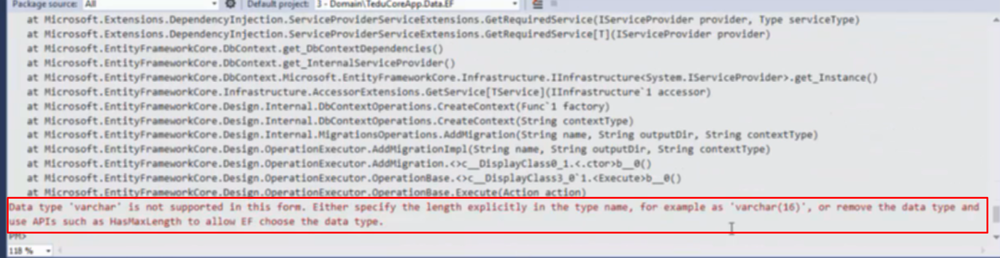 Package source: All Default project: 3 - Domain\TeduCoreApp.Data.EF
at Microsoft.Extensions.DependencyInjection.ServiceProviderServiceExtensions.GetRequiredService(IServiceProvider provider, Type serviceType)
at Microsoft.Extensions.DependencyInjection.ServiceProviderServiceExtensions.GetRequiredService[T](IServiceProvider provider)
at Microsoft.EntityFrameworkCore.DbContext.get_DbContextDependencies()
at Microsoft.EntityFrameworkCore.DbContext.get_InternalServiceProvider()
at Microsoft.EntityFrameworkCore.DbContext.Microsoft.EntityFrameworkCore.Infrastructure.IInfrastructure<System.IServiceProvider>.get_Instance()
at Microsoft.EntityFrameworkCore.Infrastructure.AccessorExtensions.GetService[TService](IInfrastructure`1 accessor)
at Microsoft.EntityFrameworkCore.Design.Internal.DbContextOperations.CreateContext(Func`1 factory)
at Microsoft.EntityFrameworkCore.Design.Internal.DbContextOperations.CreateContext(String contextType)
at Microsoft.EntityFrameworkCore.Design.Internal.MigrationsOperations.AddMigration(String name, String outputDir, String contextType)
at Microsoft.EntityFrameworkCore.Design.OperationExecutor.AddMigrationImpl(String name, String outputDir, String contextType)
at Microsoft.EntityFrameworkCore.Design.OperationExecutor.AddMigration.<>c__DisplayClass0_1.<.ctor>b__0()
at Microsoft.EntityFrameworkCore.Design.OperationExecutor.OperationBase.<>c__DisplayClass3_0`1.<Execute>b__0()
at Microsoft.EntityFrameworkCore.Design.OperationExecutor.OperationBase.Execute(Action action)
Data type 'varchar' is not supported in this form. Either specify the length explicitly in the type name, for example as 'varchar(16)', or remove the data type and
use APIs such as HasMaxLength to allow EF choose the data type.
PM>
118 %